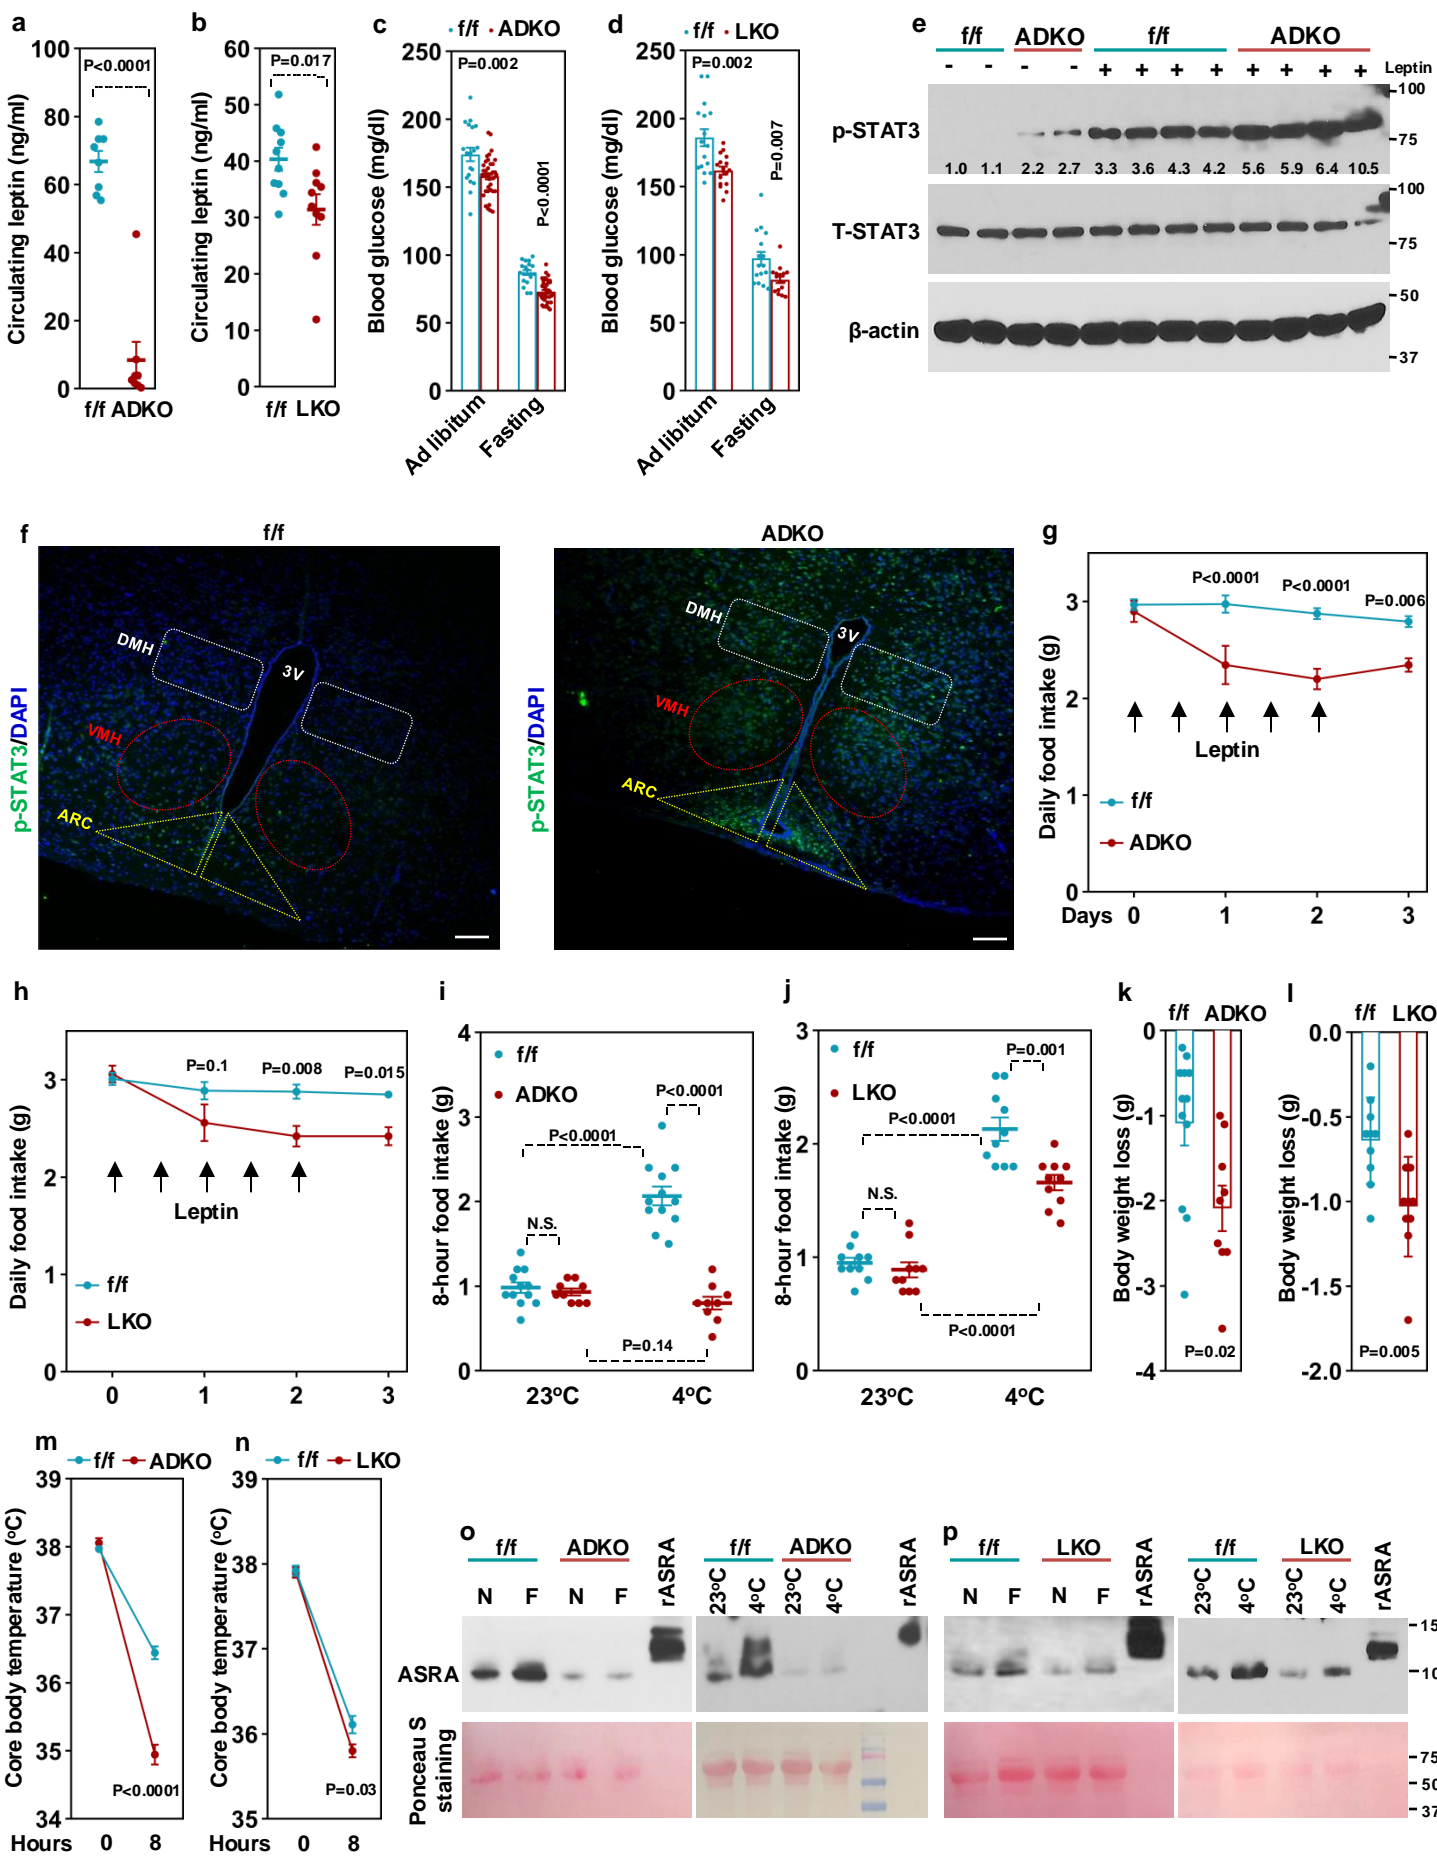 a
100
80
60
40
20
0
Circulating leptin (ng/ml)
P<0.0001
f/f ADKO
b
60
50
40
30
20
10
0
Circulating leptin (ng/ml)
P=0.017
f/f LKO
c
f/f ADKO
250
200
150
100
50
0
Blood glucose (mg/dl)
P=0.002
P<0.0001
Ad libitum
Fasting
d
f/f LKO
250
200
150
100
50
0
Blood glucose (mg/dl)
P=0.002
P=0.007
Ad libitum
Fasting
e
f/f ADKO f/f ADKO
- - - - + + + + + + + + Leptin
p-STAT3
1.0 1.1 2.2 2.7 3.3 3.6 4.3 4.2 5.6 5.9 6.4 10.5
100
75
T-STAT3
100
75
β-actin
50
37
f
f/f
p-STAT3/DAPI
DMH
3V
VMH
ARC
ADKO
p-STAT3/DAPI
DMH
3V
VMH
ARC
g
3
2
1
0
Daily food intake (g)
P<0.0001
P<0.0001
P=0.006
Leptin
f/f
ADKO
Days 0 1 2 3
h
3
2
1
0
Daily food intake (g)
P=0.1
P=0.008
P=0.015
Leptin
f/f
LKO
0 1 2 3
i
4
3
2
1
0
8-hour food intake (g)
f/f
ADKO
P<0.0001
P<0.0001
N.S.
P=0.14
23°C 4°C
j
3
2
1
0
8-hour food intake (g)
f/f
LKO
P=0.001
P<0.0001
N.S.
P<0.0001
23°C 4°C
k
f/f ADKO
0
-1
-2
-3
-4
Body weight loss (g)
P=0.02
l
f/f LKO
0.0
-0.5
-1.0
-1.5
-2.0
Body weight loss (g)
P=0.005
m
f/f ADKO
39
38
37
36
35
34
Core body temperature (°C)
P<0.0001
Hours 0 8
n
f/f LKO
39
38
37
36
35
Core body temperature (°C)
P=0.03
Hours 0 8
o
f/f ADKO rASRA
N F N F
f/f ADKO rASRA
23°C 4°C 23°C 4°C
ASRA
Ponceau S
staining
p
f/f LKO rASRA
N F N F
f/f LKO rASRA
23°C 4°C 23°C 4°C
15
10
75
50
37